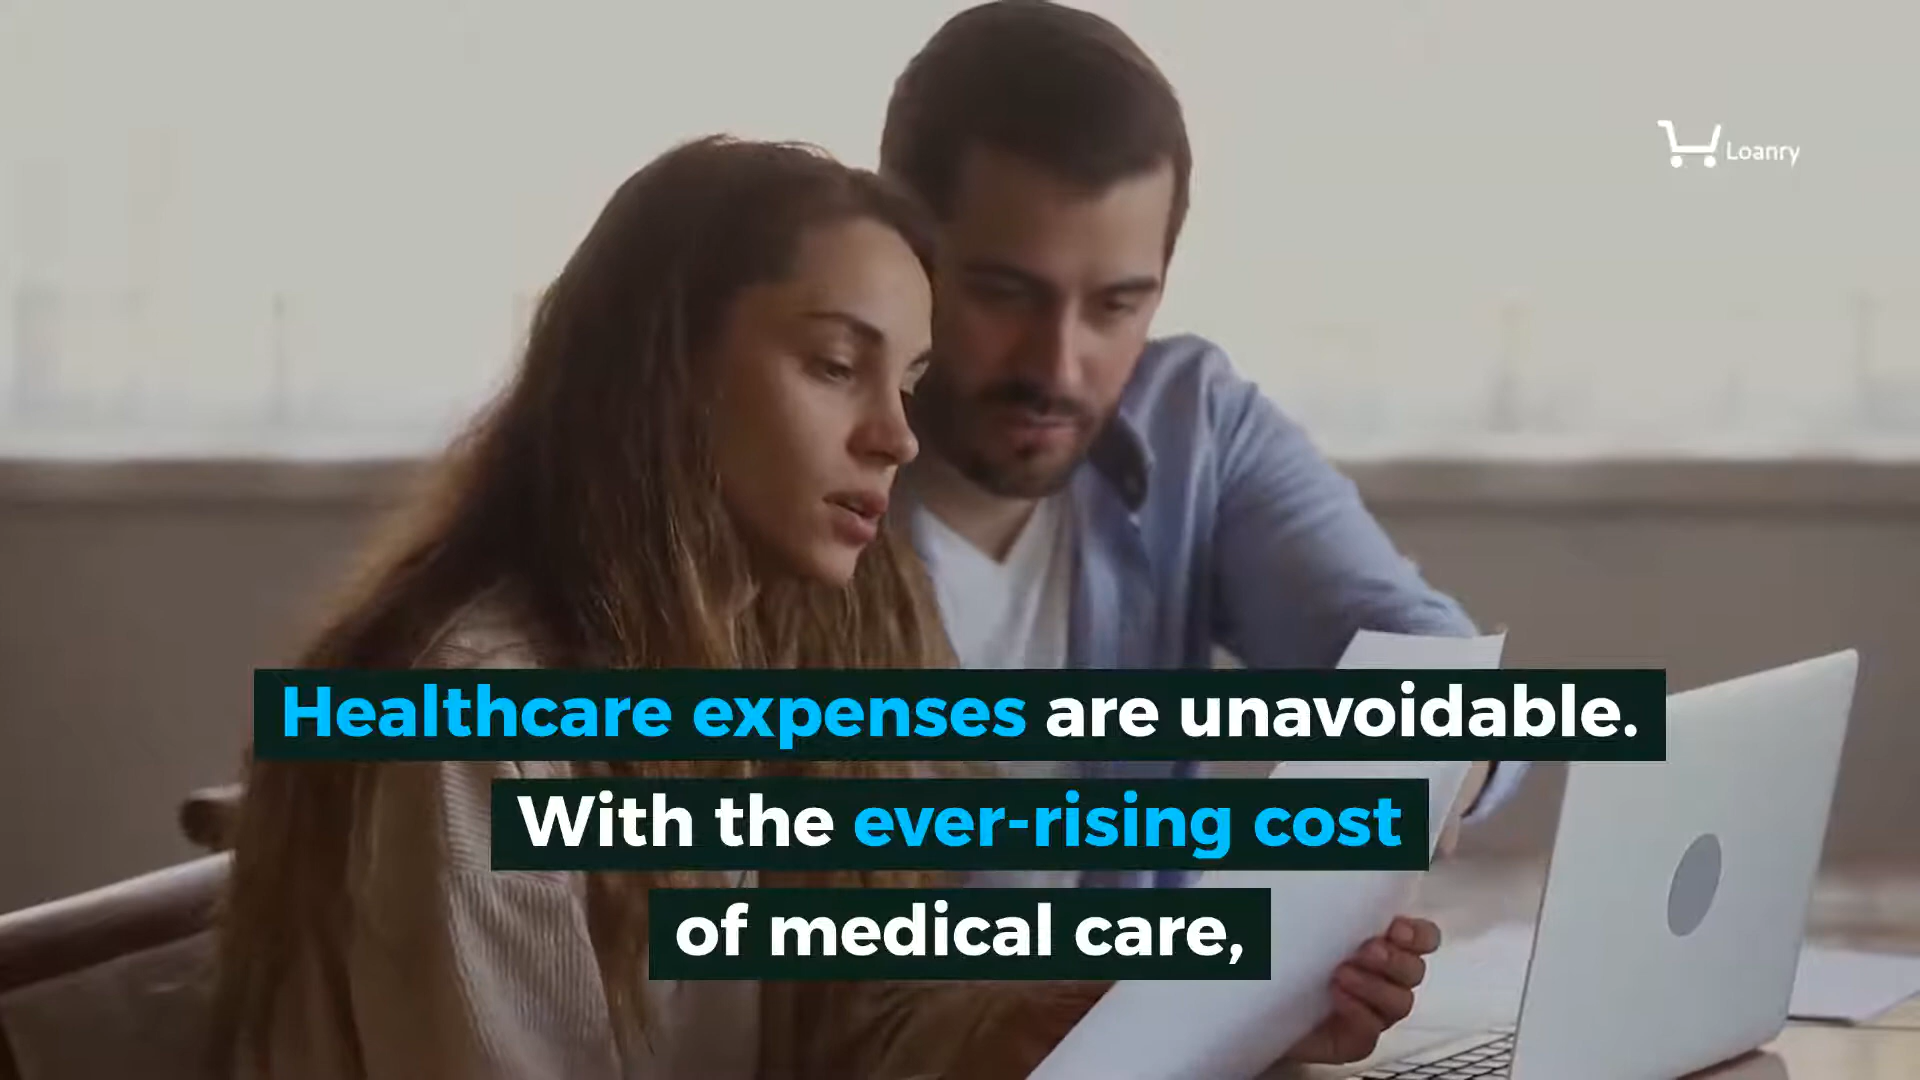 Loanry
Healthcare expenses are unavoidable.
With the ever-rising cost
of medical care,